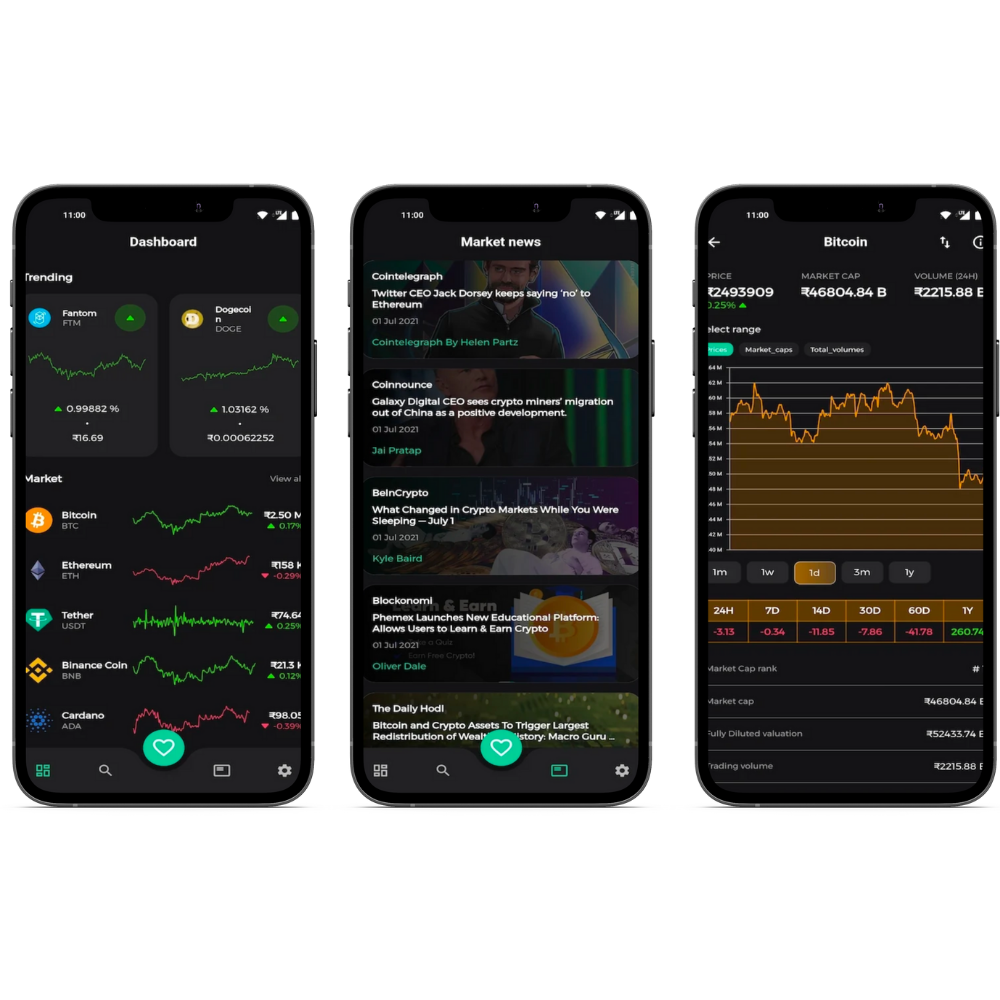 11:00
Dashboard
Trending
Fantom
FTM
0.99882 %
₹16.69
Dogecoi
n
DOGE
1.03162 %
₹0.00062252
Market
View al
Bitcoin
BTC
₹2.50 M
0.17%
Ethereum
ETH
₹158 K
-0.29%
Tether
USDT
₹74.64
0.25%
Binance Coin
BNB
₹21.3 K
0.12%
Cardano
ADA
₹98.05
-0.39%
11:00
Market news
Cointelegraph
Twitter CEO Jack Dorsey keeps saying ‘no’ to
Ethereum
01 Jul 2021
Cointelegraph By Helen Partz
Coinnounce
Galaxy Digital CEO sees crypto miners’ migration
out of China as a positive development.
01 Jul 2021
Jai Pratap
BeInCrypto
What Changed in Crypto Markets While You Were
Sleeping — July 1
01 Jul 2021
Kyle Baird
Blockonomi
Learn & Earn
Phemex Launches New Educational Platform:
Allows Users to Learn & Earn Crypto
01 Jul 2021
a Quiz
Earn Free Crypto!
Oliver Dale
The Daily Hodl
Bitcoin and Crypto Assets To Trigger Largest
Redistribution of Wealt History: Macro Guru ...
11:00
Bitcoin
PRICE
₹2493909
0.25%
MARKET CAP
₹46804.84 B
VOLUME (24H)
₹2215.88 B
elect range
rices
Market_caps
Total_volumes
64 M
62 M
60 M
58 M
56 M
54 M
52 M
50 M
48 M
46 M
44 M
42 M
40 M
1m
1w
1d
3m
1y
24H 7D 14D 30D 60D 1Y
-3.13 -0.34 -11.85 -7.86 -41.78 260.74
Market Cap rank
#
Market cap
₹46804.84 B
Fully Diluted valuation
₹52433.74 B
Trading volume
₹2215.88 B